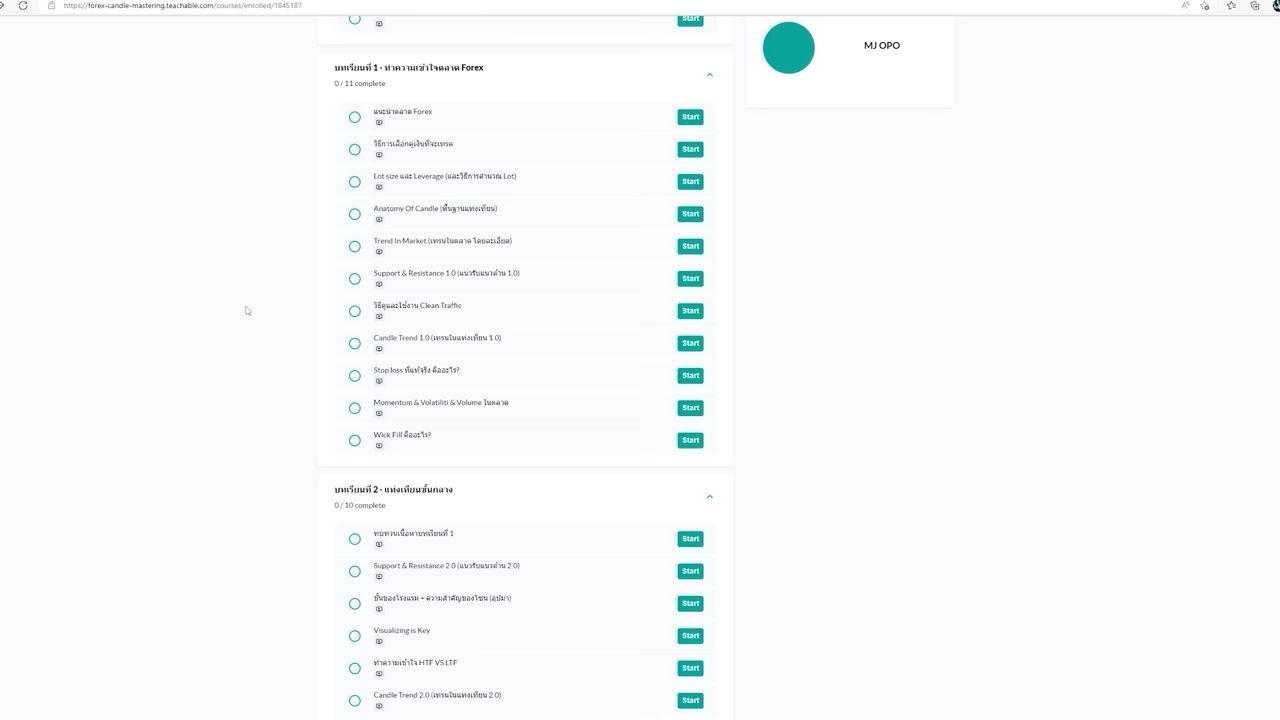 https://forex-candle-mastering.teachable.com/courses/enrolled/1845187
Start
MJ OPO
บทเรียนที่ 1 - ทำความเข้าใจตลาด Forex
0 / 11 complete
แนะนำตลาด Forex
Start
วิธีการเลือกคู่เงินที่จะเทรด
Start
Lot size และ Leverage (และวิธีการคำนวณ Lot)
Start
Anatomy Of Candle (พื้นฐานแท่งเทียน)
Start
Trend In Market (เทรนในตลาด โดยละเอียด)
Start
Support & Resistance 1.0 (แนวรับแนวต้าน 1.0)
Start
วิธีดูและใช้งาน Clean Traffic
Start
Candle Trend 1.0 (เทรนในแท่งเทียน 1.0)
Start
Stop loss ที่แท้จริง คืออะไร?
Start
Momentum & Volatiliti & Volume ในตลาด
Start
Wick Fill คืออะไร?
Start
บทเรียนที่ 2 - แท่งเทียนขั้นกลาง
0 / 10 complete
ทบทวนเนื้อหาบทเรียนที่ 1
Start
Support & Resistance 2.0 (แนวรับแนวต้าน 2.0)
Start
ชั้นของโรงแรม = ความสำคัญของโซน (อุปมา)
Start
Visualizing is Key
Start
ทำความเข้าใจ HTF VS LTF
Start
Candle Trend 2.0 (เทรนในแท่งเทียน 2.0)
Start